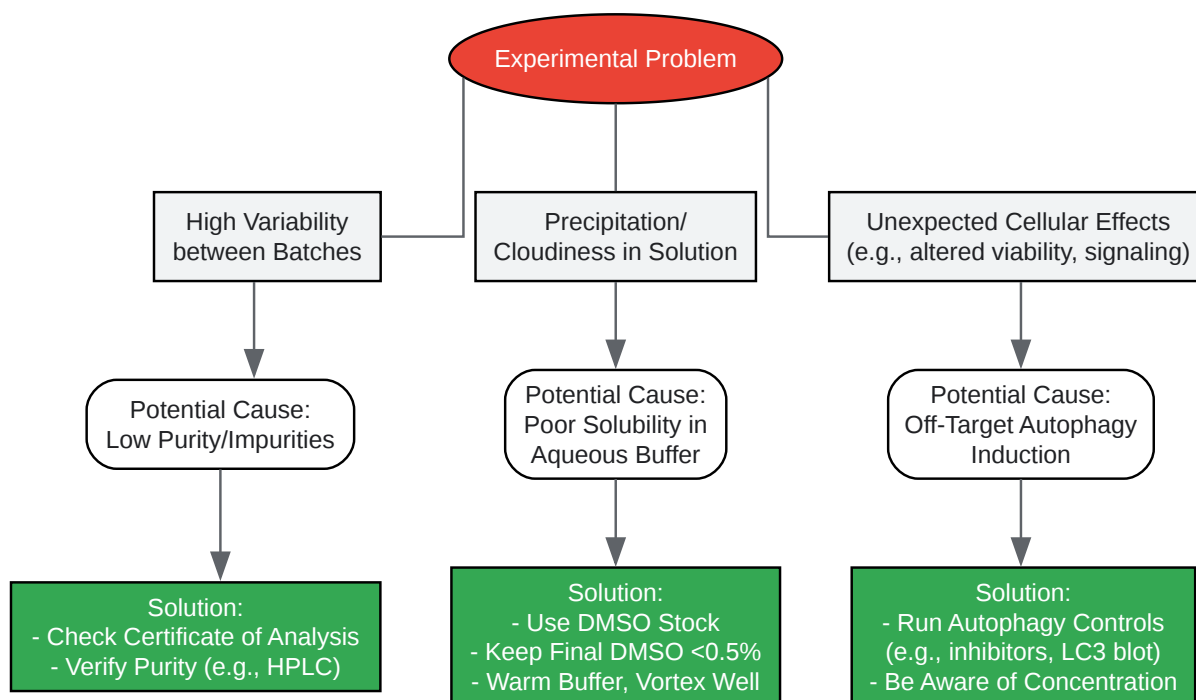 Experimental Problem
High Variability
between Batches
Precipitation/
Cloudiness in Solution
Unexpected Cellular Effects
(e.g., altered viability, signaling)
Potential Cause:
Low Purity/Impurities
Potential Cause:
Poor Solubility in
Aqueous Buffer
Potential Cause:
Off-Target Autophagy
Induction
Solution:
- Check Certificate of Analysis
- Verify Purity (e.g., HPLC)
Solution:
- Use DMSO Stock
- Keep Final DMSO <0.5%
- Warm Buffer, Vortex Well
Solution:
- Run Autophagy Controls
(e.g., inhibitors, LC3 blot)
- Be Aware of Concentration